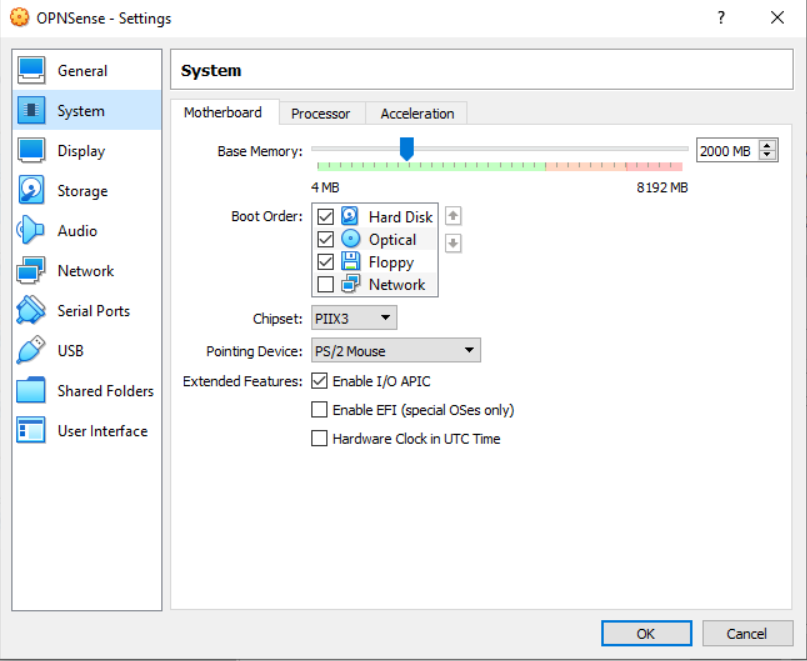 OPNSense - Settings
?
General
System
Display
Storage
Audio
Network
Serial Ports
USB
Shared Folders
User Interface
System
Motherboard Processor Acceleration
Base Memory: 2000 MB
4 MB 8192 MB
Boot Order: Hard Disk
Optical
Floppy
Network
Chipset: PIIX3
Pointing Device: PS/2 Mouse
Extended Features: Enable I/O APIC
Enable EFI (special OSes only)
Hardware Clock in UTC Time
OK Cancel